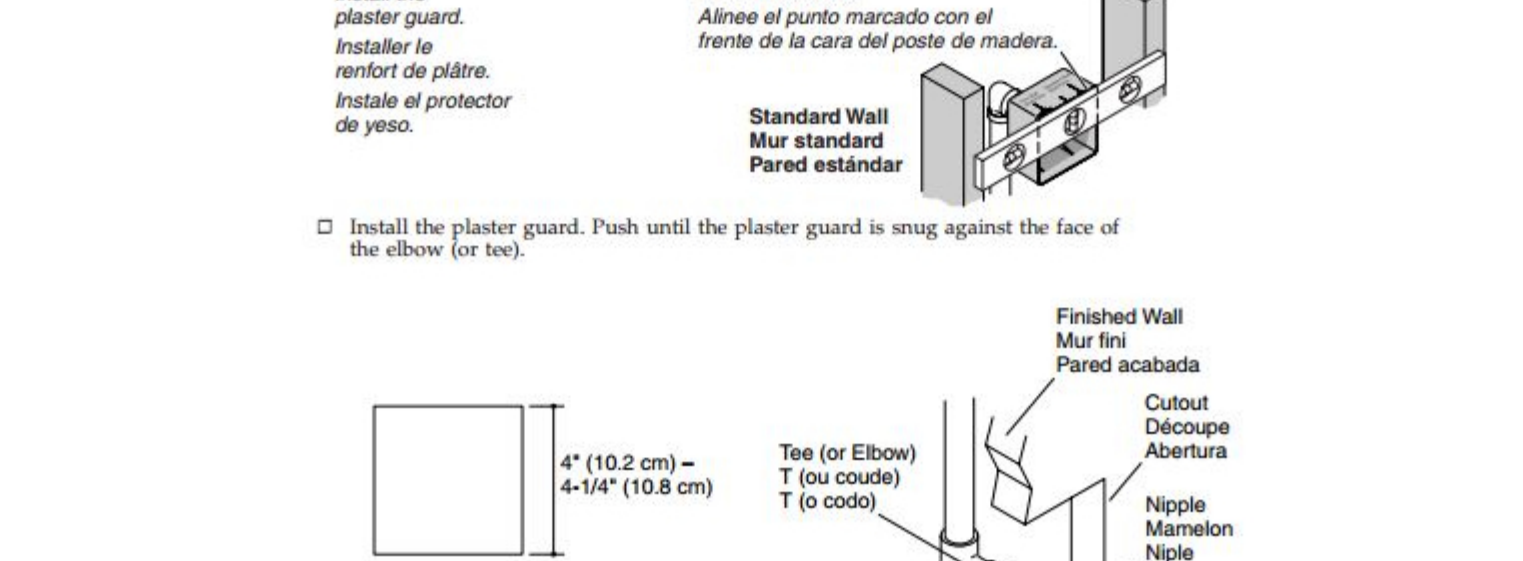 plaster guard.
Installer le
renfort de plâtre.
Instale el protector
de yeso.
Alinee el punto marcado con el
frente de la cara del poste de madera.
Standard Wall
Mur standard
Pared estándar
☐ Install the plaster guard. Push until the plaster guard is snug against the face of
the elbow (or tee).
4" (10.2 cm) –
4-1/4" (10.8 cm)
Finished Wall
Mur fini
Pared acabada
Cutout
Découpe
Abertura
Tee (or Elbow)
T (ou coude)
T (o codo)
Nipple
Mamelon
Niple